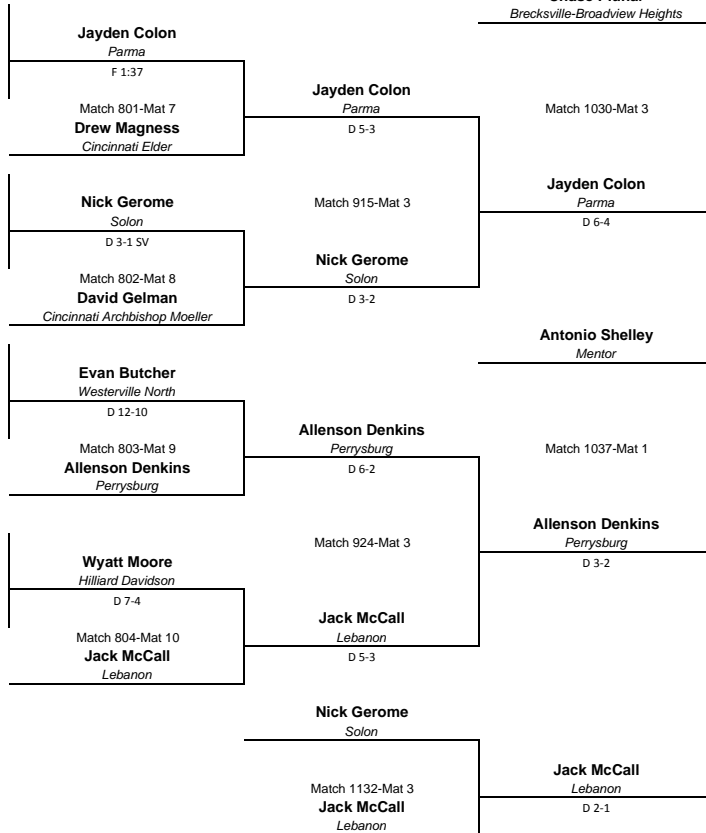 Brecksville-Broadview Heights
Jayden Colon
Parma
F 1:37
Match 801-Mat 7
Drew Magness
Cincinnati Elder
Jayden Colon
Parma
D 5-3
Match 1030-Mat 3
Nick Gerome
Solon
D 3-1 SV
Match 802-Mat 8
David Gelman
Cincinnati Archbishop Moeller
Match 915-Mat 3
Nick Gerome
Solon
D 3-2
Jayden Colon
Parma
D 6-4
Evan Butcher
Westerville North
D 12-10
Match 803-Mat 9
Allenson Denkins
Perrysburg
Allenson Denkins
Perrysburg
D 6-2
Antonio Shelley
Mentor
Match 1037-Mat 1
Wyatt Moore
Hilliard Davidson
D 7-4
Match 804-Mat 10
Jack McCall
Lebanon
Match 924-Mat 3
Jack McCall
Lebanon
D 5-3
Allenson Denkins
Perrysburg
D 3-2
Nick Gerome
Solon
Match 1132-Mat 3
Jack McCall
Lebanon
Jack McCall
Lebanon
D 2-1